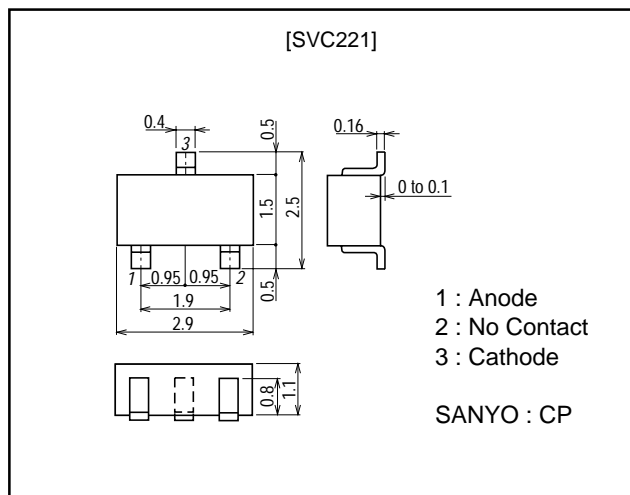 [SVC221]
0.4
3
0.5
0.16
1.5
2.5
0 to 0.1
1
0.95 0.95
2
0.5
1.9
2.9
1 : Anode
2 : No Contact
3 : Cathode
0.8
1.1
SANYO : CP